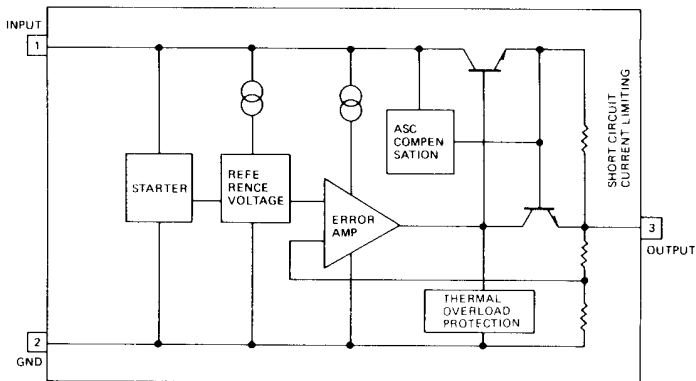 INPUT
1
ASC
COMPEN
SATION
SHORT CIRCUIT
CURRENT LIMITING
STARTER
REFE
RENCE
VOLTAGE
ERROR
AMP
3
OUTPUT
THERMAL
OVERLOAD
PROTECTION
2
GND